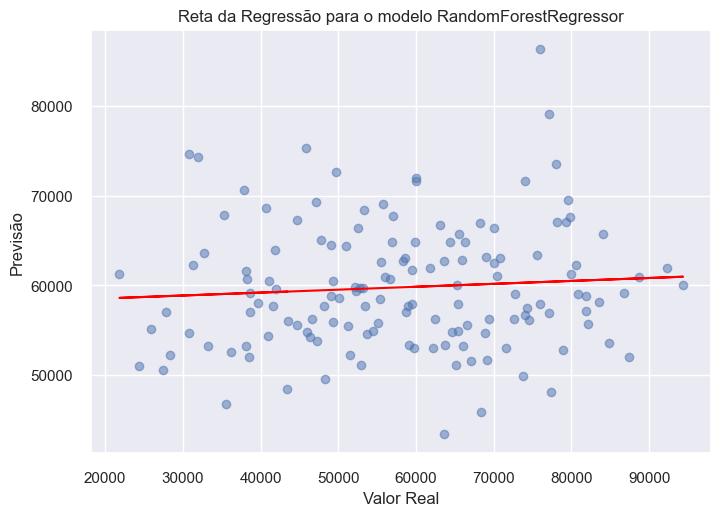 Reta da Regressão para o modelo RandomForestRegressor
Previsão
80000
70000
60000
50000
20000 30000 40000 50000 60000 70000 80000 90000
Valor Real